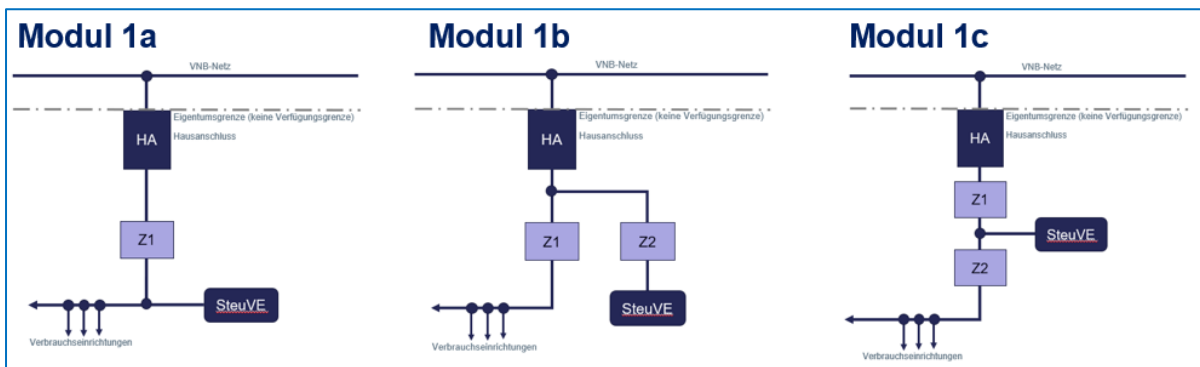 Modul 1a
VNB-Netz
Eigentumsgrenze (keine Verfügungsgrenze)
HA
Hausanschluss
Z1
SteuVE
Verbrauchseinrichtungen
Modul 1b
VNB-Netz
Eigentumsgrenze (keine Verfügungsgrenze)
HA
Hausanschluss
Z1
Z2
SteuVE
Verbrauchseinrichtungen
Modul 1c
VNB-Netz
Eigentumsgrenze (keine Verfügungsgrenze)
HA
Hausanschluss
Z1
SteuVE
Z2
Verbrauchseinrichtungen